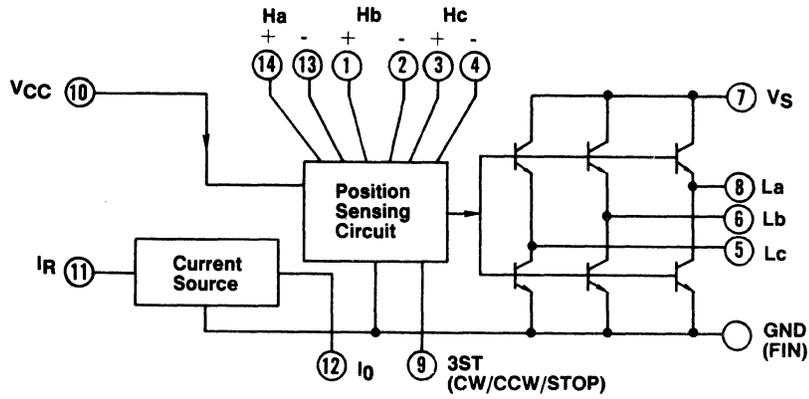 Ha Hb Hc
+ - + - + -
14 13 1 2 3 4
VCC 10
7 VS
Position
Sensing
Circuit
8 La
6 Lb
5 Lc
IR 11
Current
Source
GND
(FIN)
12 IO
9 3ST
(CW/CCW/STOP)